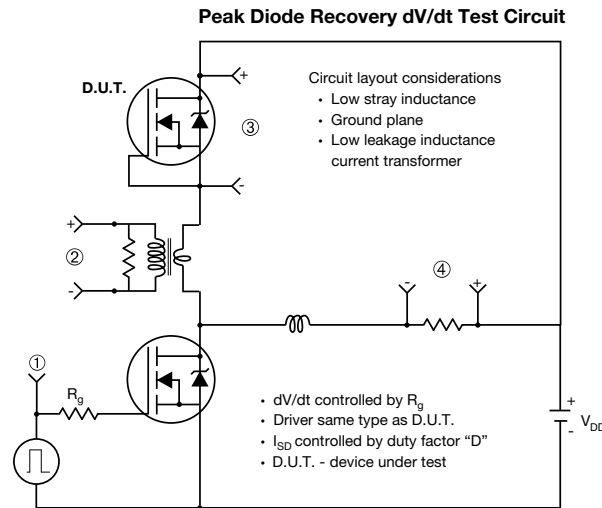 Peak Diode Recovery dV/dt Test Circuit
D.U.T.
+
Circuit layout considerations
• Low stray inductance
• Ground plane
• Low leakage inductance
current transformer
③
-
+
②
-
④
-
+
①
Rg
• dV/dt controlled by Rg
• Driver same type as D.U.T.
• ISD controlled by duty factor “D”
• D.U.T. - device under test
+
-
VDD